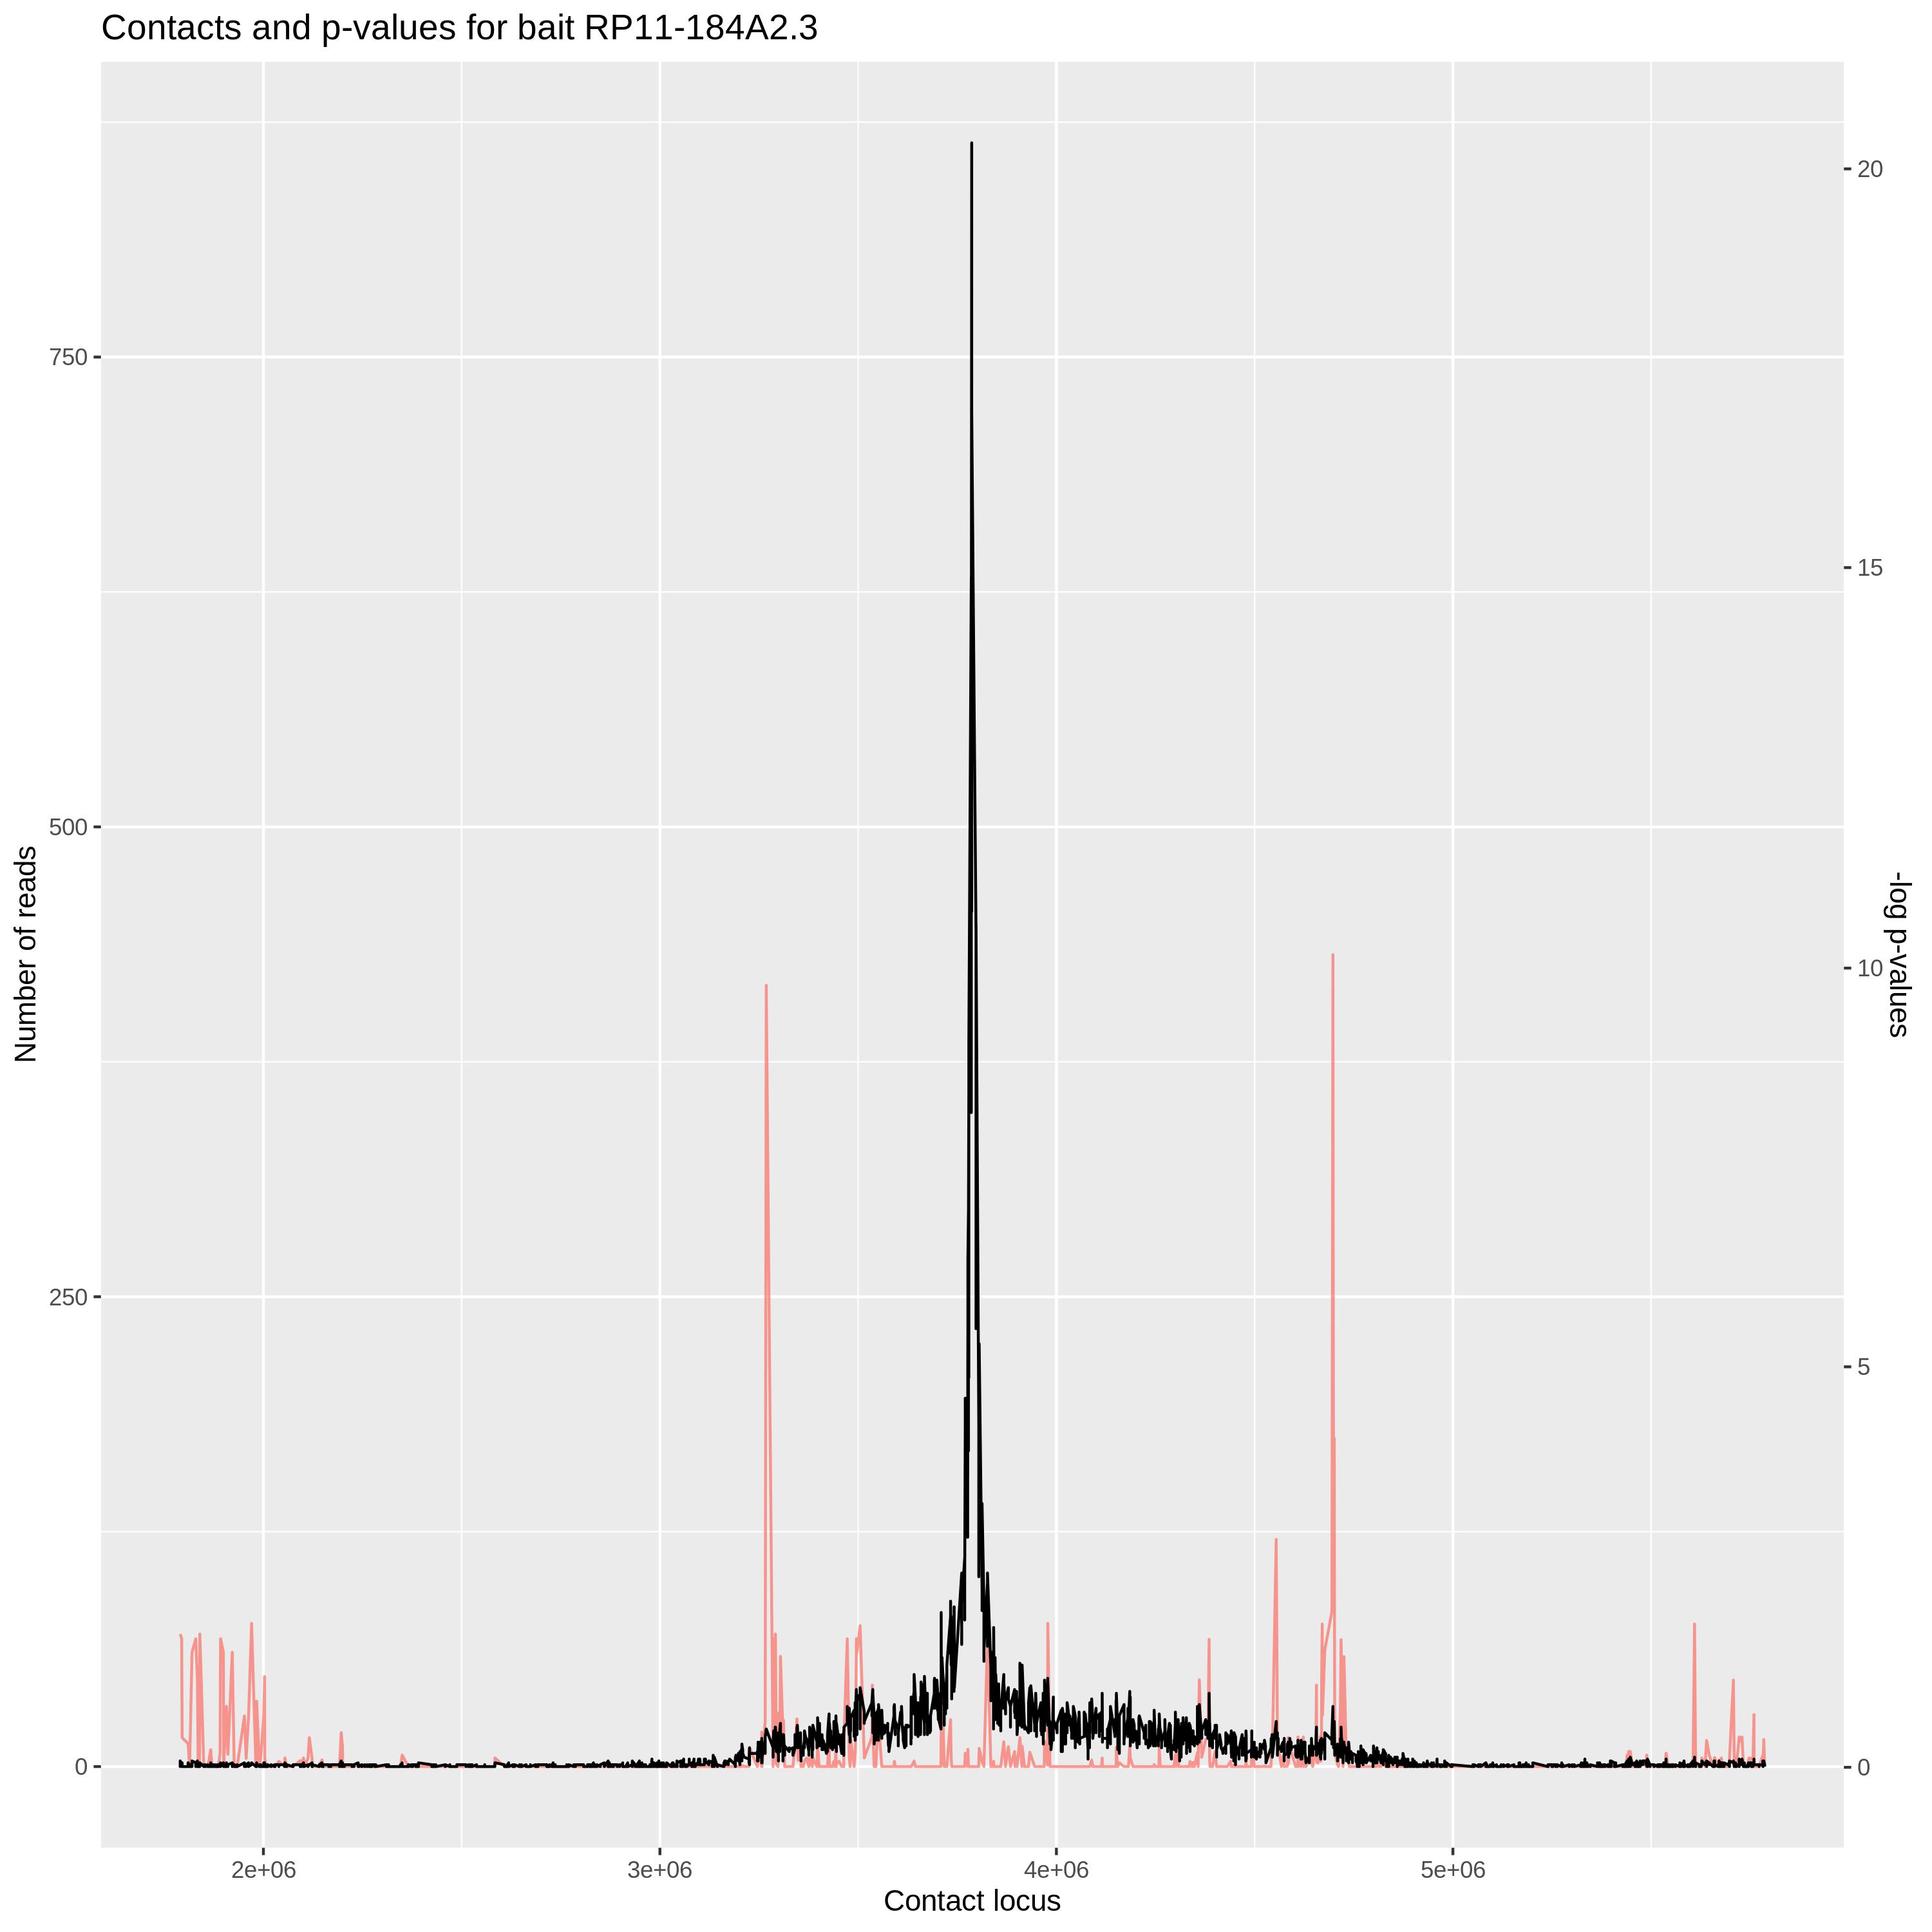 Contacts and p-values for bait RP11-184A2.3
750
500
250
0
Number of reads
20
15
10
5
0
-log p-values
2e+06
3e+06
4e+06
5e+06
Contact locus